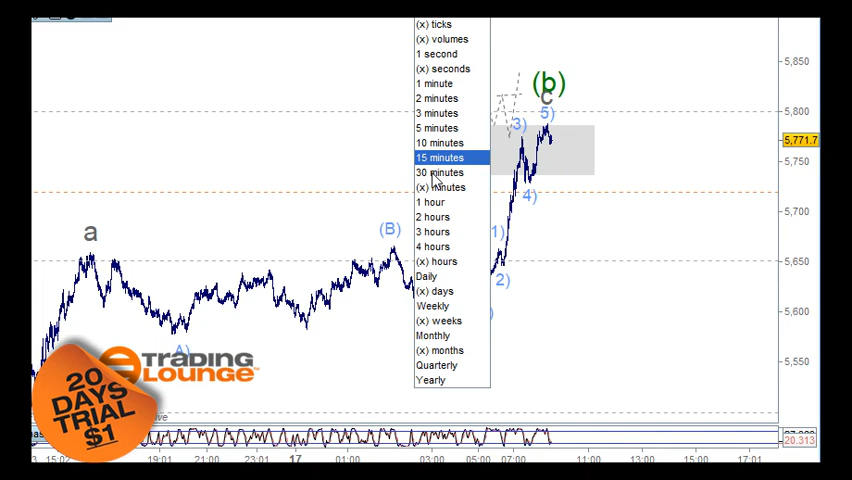 (x) ticks
(x) volumes
1 second
(x) seconds
1 minute
2 minutes
3 minutes
5 minutes
10 minutes
15 minutes
30 minutes
(x) minutes
1 hour
2 hours
3 hours
4 hours
(x) hours
Daily
(x) days
Weekly
(x) weeks
Monthly
(x) months
Quarterly
Yearly
5,850
5,800
5,771.7
5,750
5,700
5,650
5,600
5,550
(b)
c
5)
3)
4)
1)
2)
a
(B)
A)
TRADING
LOUNGE
20
DAYS
TRIAL
$1
20.313
15:02
19:01
21:00
23:01
17
01:00
03:00
05:00
07:00
11:00
13:00
15:00
17:01